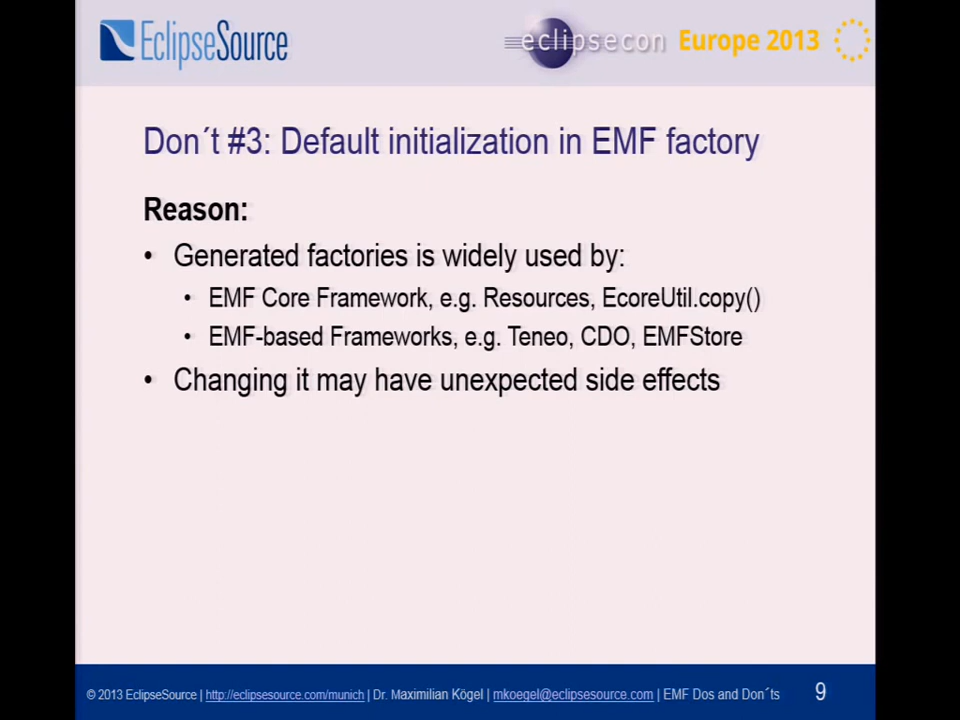 EclipseSource
eclipsecon Europe 2013
Don´t #3: Default initialization in EMF factory
Reason:
• Generated factories is widely used by:
• EMF Core Framework, e.g. Resources, EcoreUtil.copy()
• EMF-based Frameworks, e.g. Teneo, CDO, EMFStore
• Changing it may have unexpected side effects
© 2013 EclipseSource | http://eclipsesource.com/munich | Dr. Maximilian Kögel | mkoegel@eclipsesource.com | EMF Dos and Don´ts 9